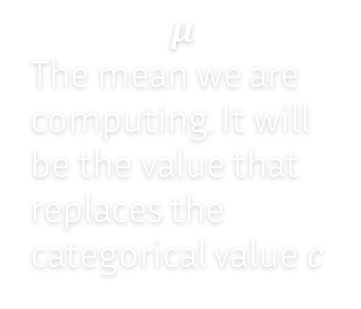 μ
The mean we are
computing. It will
be the value that
replaces the
categorical value c